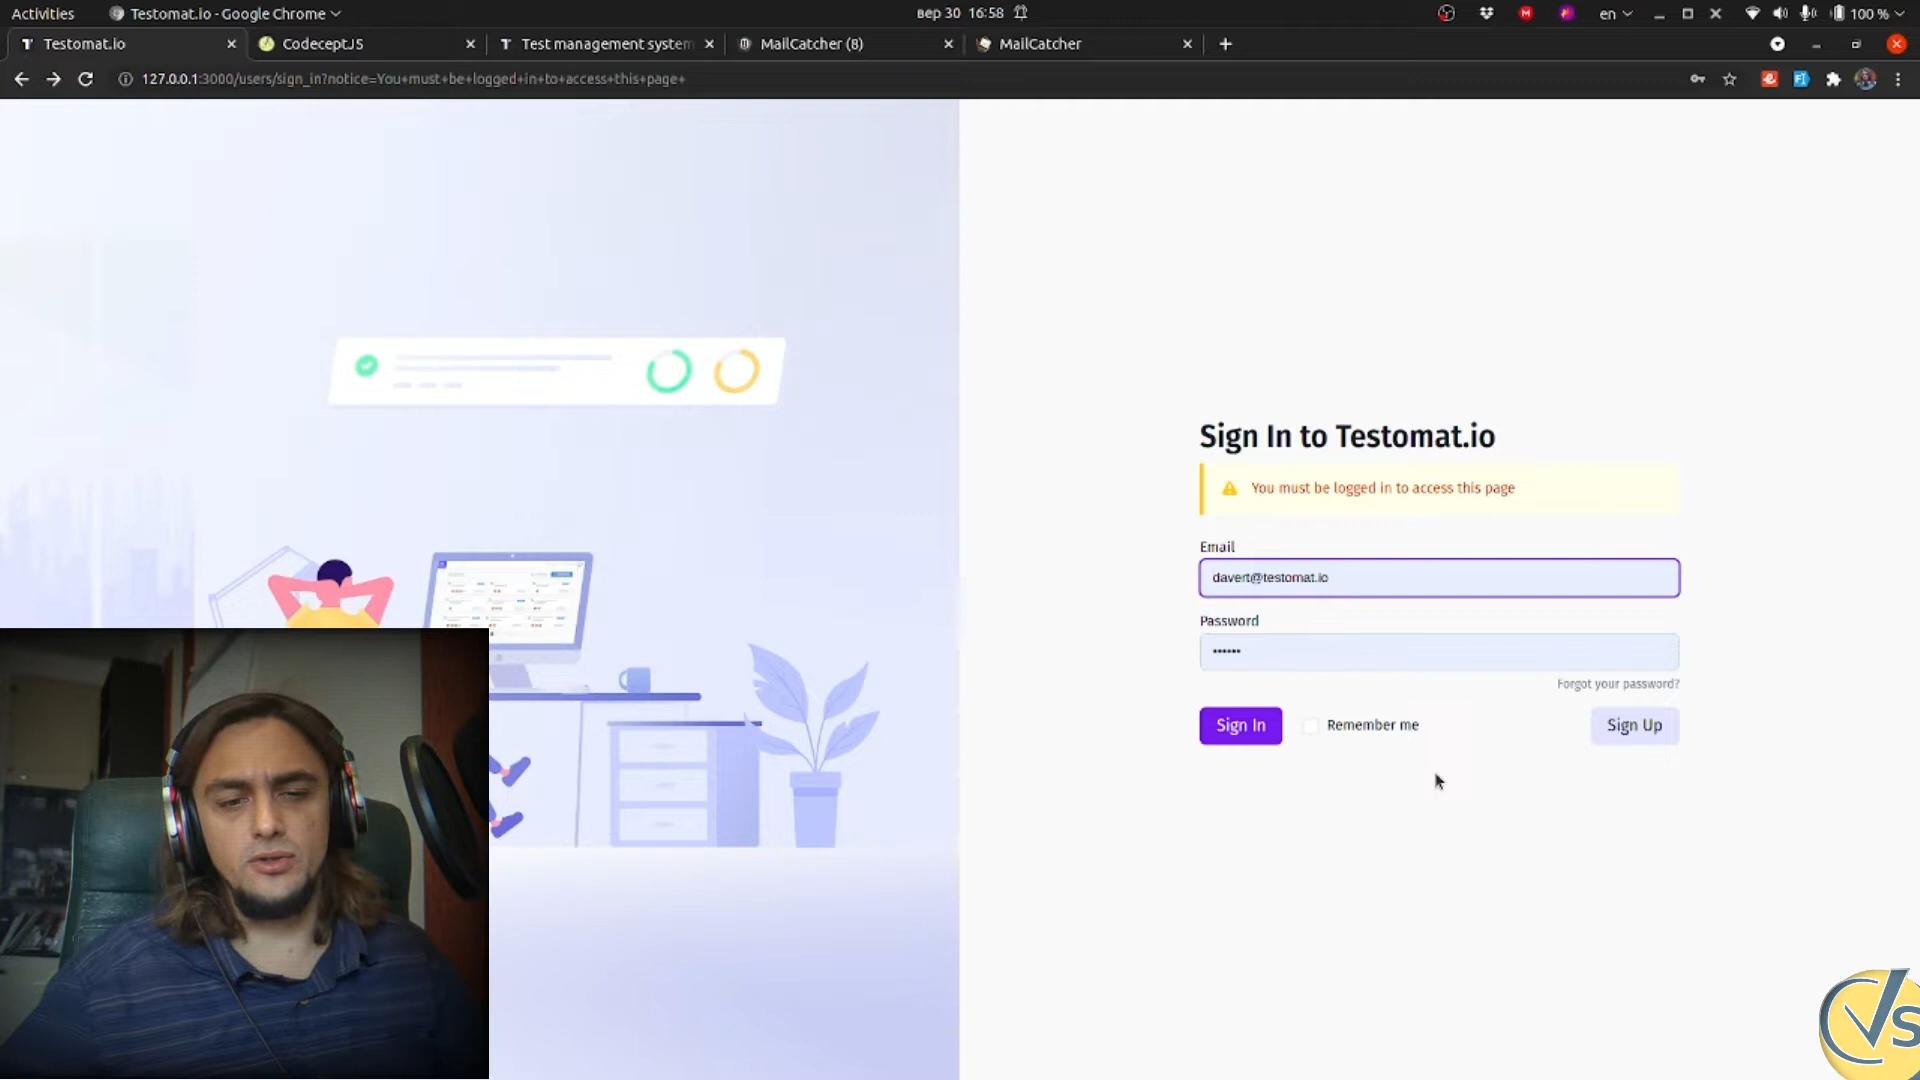 Activities
Testomat.io - Google Chrome
вер 30 16:58
en
100 %
Testomat.io
CodeceptJS
Test management system
MailCatcher (8)
MailCatcher
127.0.0.1:3000/users/sign_in?notice=You+must+be+logged+in+to+access+this+page+
Sign In to Testomat.io
You must be logged in to access this page
Email
davert@testomat.io
Password
••••••
Forgot your password?
Sign In
Remember me
Sign Up
VS